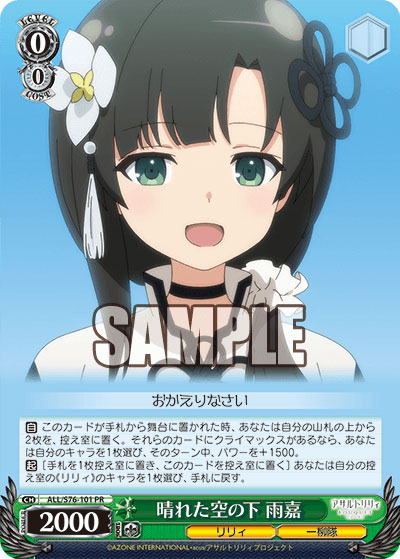 LEVEL
0
0
COST
SAMPLE
おかえりなさい
自 このカードが手札から舞台に置かれた時、あなたは自分の山札の上から
2枚を、控え室に置く。それらのカードにクライマックスがあるなら、あなた
は自分のキャラを1枚選び、そのターン中、パワーを+1500。
起 [手札を1枚控え室に置き、このカードを控え室に置く] あなたは自分の控え
室の《リリィ》のキャラを1枚選び、手札に戻す。
CH ALL/S76-101 PR
晴れた空の下 雨嘉
アサルトリリィ
2000
リリィ
一柳隊
©AZONE INTERNATIONAL・acus/アサルトリリィプロジェクト